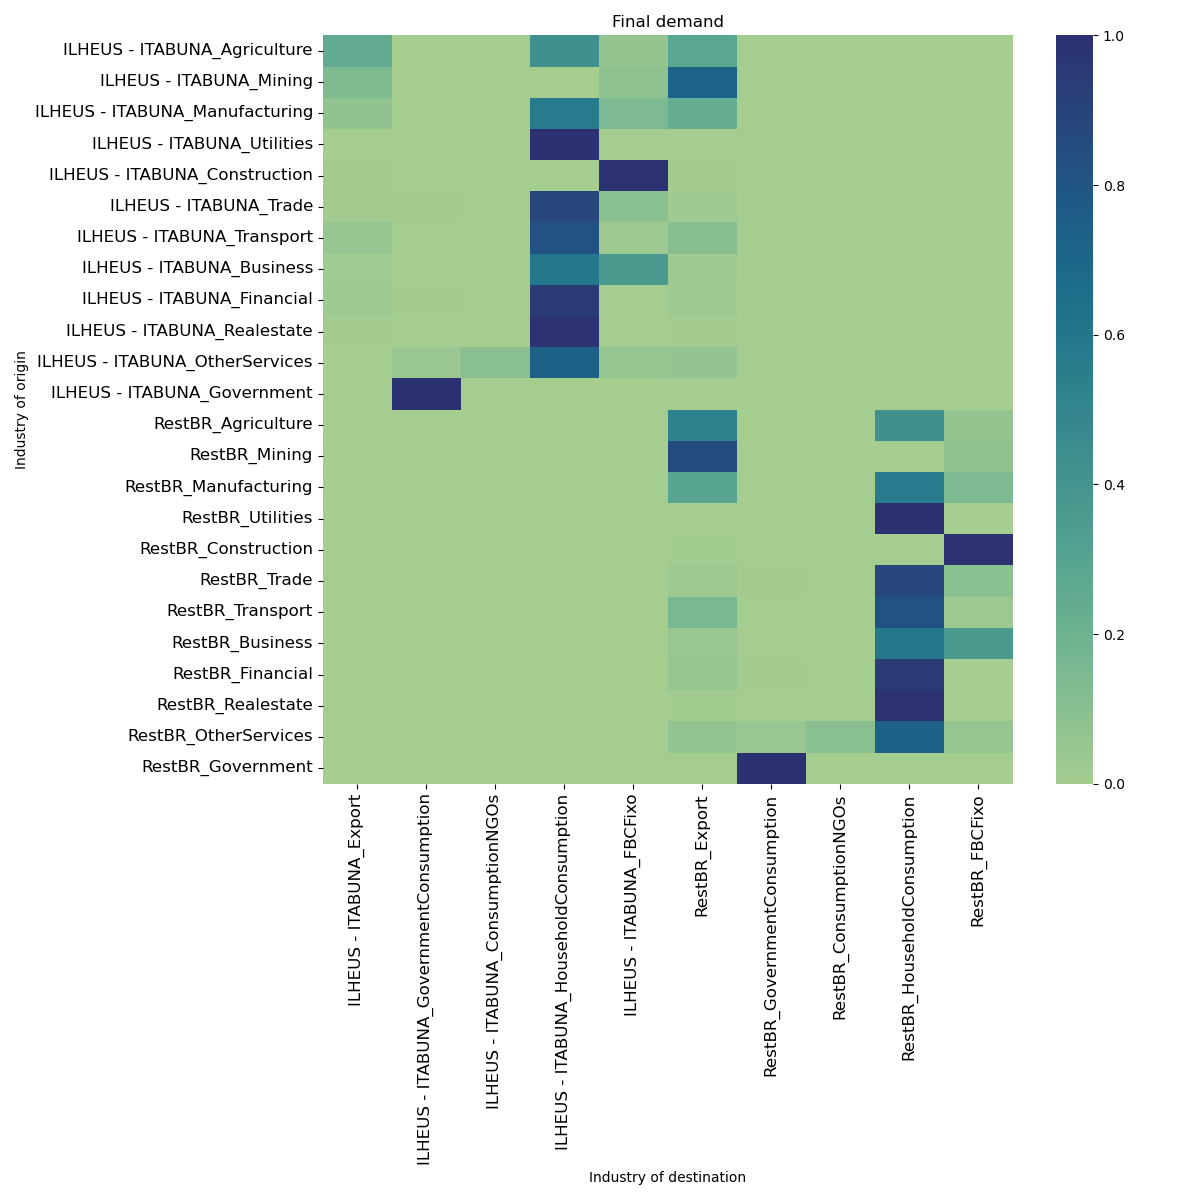 Final demand
ILHEUS - ITABUNA_Agriculture
ILHEUS - ITABUNA_Mining
ILHEUS - ITABUNA_Manufacturing
ILHEUS - ITABUNA_Utilities
ILHEUS - ITABUNA_Construction
ILHEUS - ITABUNA_Trade
ILHEUS - ITABUNA_Transport
ILHEUS - ITABUNA_Business
ILHEUS - ITABUNA_Financial
ILHEUS - ITABUNA_Realestate
ILHEUS - ITABUNA_OtherServices
ILHEUS - ITABUNA_Government
RestBR_Agriculture
RestBR_Mining
RestBR_Manufacturing
RestBR_Utilities
RestBR_Construction
RestBR_Trade
RestBR_Transport
RestBR_Business
RestBR_Financial
RestBR_Realestate
RestBR_OtherServices
RestBR_Government
Industry of origin
1.0
0.8
0.6
0.4
0.2
0.0
ILHEUS - ITABUNA_Export
ILHEUS - ITABUNA_GovernmentConsumption
ILHEUS - ITABUNA_ConsumptionNGOs
ILHEUS - ITABUNA_HouseholdConsumption
ILHEUS - ITABUNA_FBCFixo
RestBR_Export
RestBR_GovernmentConsumption
RestBR_ConsumptionNGOs
RestBR_HouseholdConsumption
RestBR_FBCFixo
Industry of destination